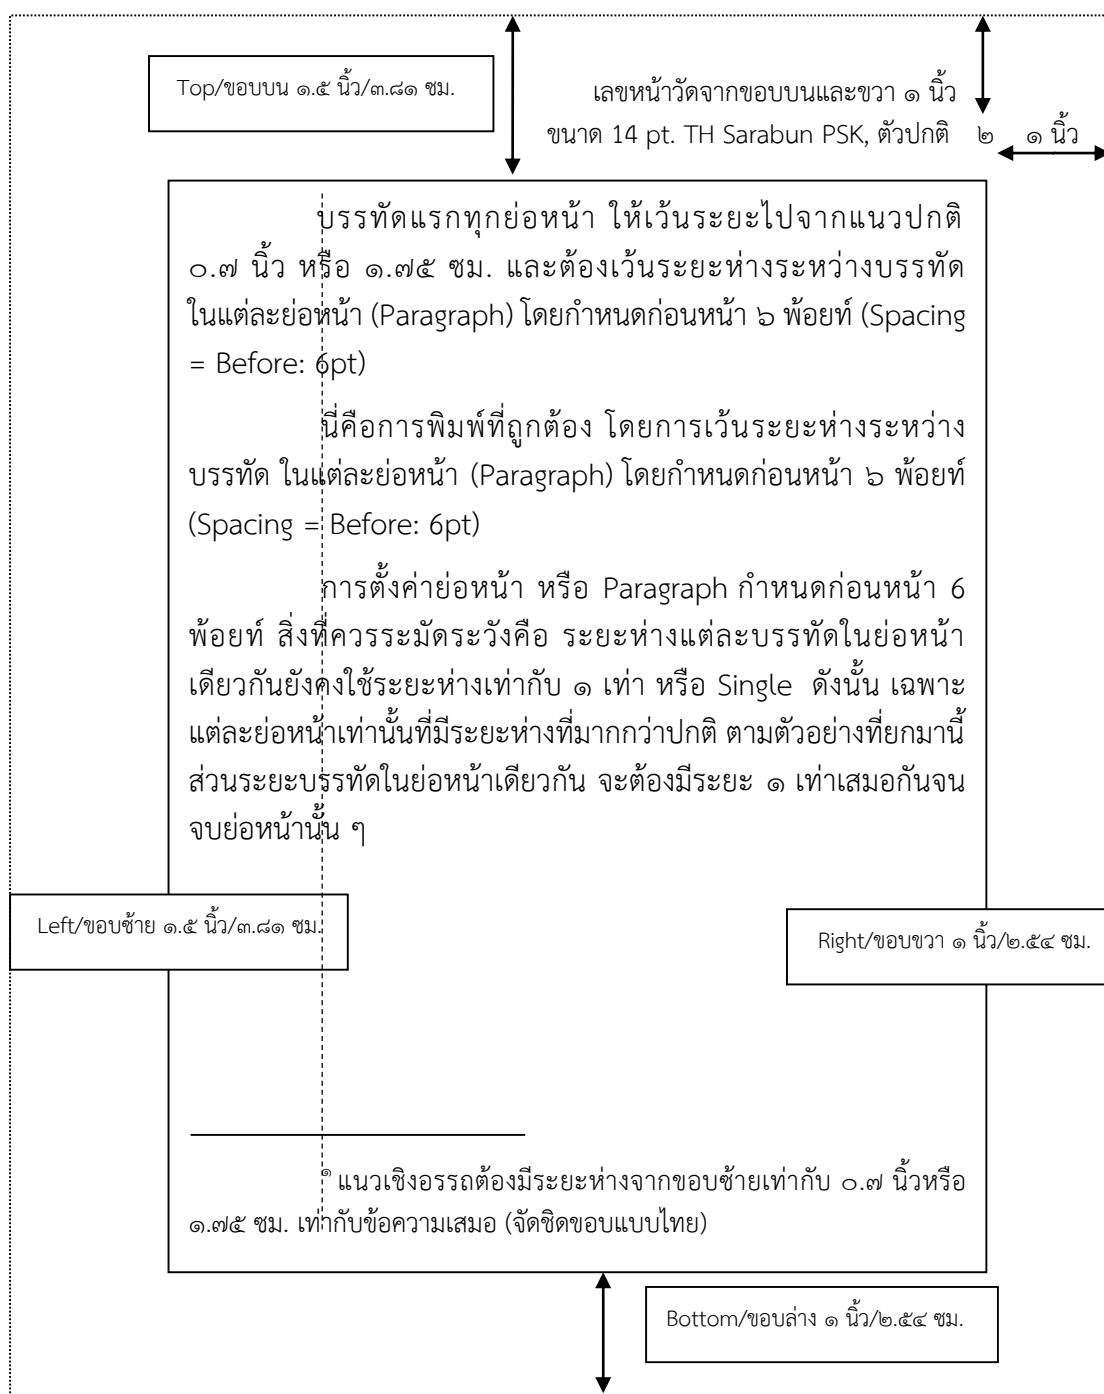 Top/ขอบบน ๑.๕ นิ้ว/๓.๘๑ ซม.
เลขหน้าวัดจากขอบบนและขวา ๑ นิ้ว
ขนาด 14 pt. TH Sarabun PSK, ตัวปกติ ๒ ๑ นิ้ว
บรรทัดแรกทุกย่อหน้า ให้เว้นระยะไปจากแนวปกติ
๐.๗ นิ้ว หรือ ๑.๗๕ ซม. และต้องเว้นระยะห่างระหว่างบรรทัด
ในแต่ละย่อหน้า (Paragraph) โดยกำหนดก่อนหน้า ๖ พ้อยท์ (Spacing
= Before: 6pt)
นี่คือการพิมพ์ที่ถูกต้อง โดยการเว้นระยะห่างระหว่าง
บรรทัด ในแต่ละย่อหน้า (Paragraph) โดยกำหนดก่อนหน้า ๖ พ้อยท์
(Spacing = Before: 6pt)
การตั้งค่าย่อหน้า หรือ Paragraph กำหนดก่อนหน้า 6
พ้อยท์ สิ่งที่ควรระมัดระวังคือ ระยะห่างแต่ละบรรทัดในย่อหน้า
เดียวกันยังคงใช้ระยะห่างเท่ากับ ๑ เท่า หรือ Single ดังนั้น เฉพาะ
แต่ละย่อหน้าเท่านั้นที่มีระยะห่างที่มากกว่าปกติ ตามตัวอย่างที่ยกมานี้
ส่วนระยะบรรทัดในย่อหน้าเดียวกัน จะต้องมีระยะ ๑ เท่าเสมอกันจน
จบย่อหน้านั้น ๆ
Left/ขอบซ้าย ๑.๕ นิ้ว/๓.๘๑ ซม.
Right/ขอบขวา ๑ นิ้ว/๒.๕๔ ซม.
๑ แนวเชิงอรรถต้องมีระยะห่างจากขอบซ้ายเท่ากับ ๐.๗ นิ้วหรือ
๑.๗๕ ซม. เท่ากับข้อความเสมอ (จัดชิดขอบแบบไทย)
Bottom/ขอบล่าง ๑ นิ้ว/๒.๕๔ ซม.